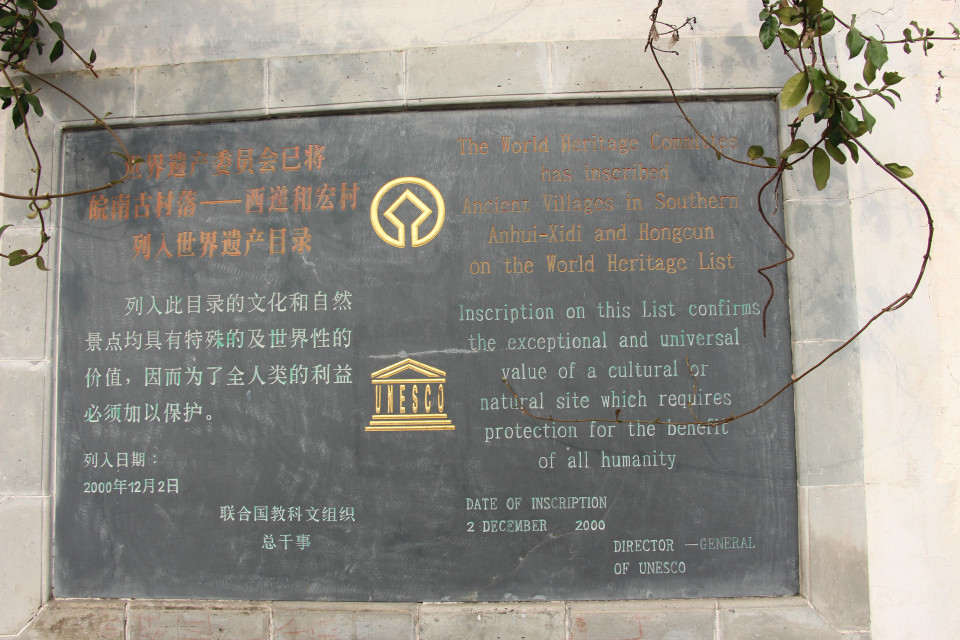 世界遗产委员会已将
皖南古村落——西递和宏村
列入世界遗产目录
列入此目录的文化和自然
景点均具有特殊的及世界性的
价值，因而为了全人类的利益
必须加以保护。
列入日期：
2000年12月2日
联合国教科文组织
总干事
UNESCO
The World Heritage Committee
has inscribed
Ancient Villages in Southern
Anhui-Xidi and Hongcun
on the World Heritage List
Inscription on this List confirms
the exceptional and universal
value of a cultural or
natural site which requires
protection for the benefit
of all humanity
DATE OF INSCRIPTION
2 DECEMBER 2000
DIRECTOR —GENERAL
OF UNESCO